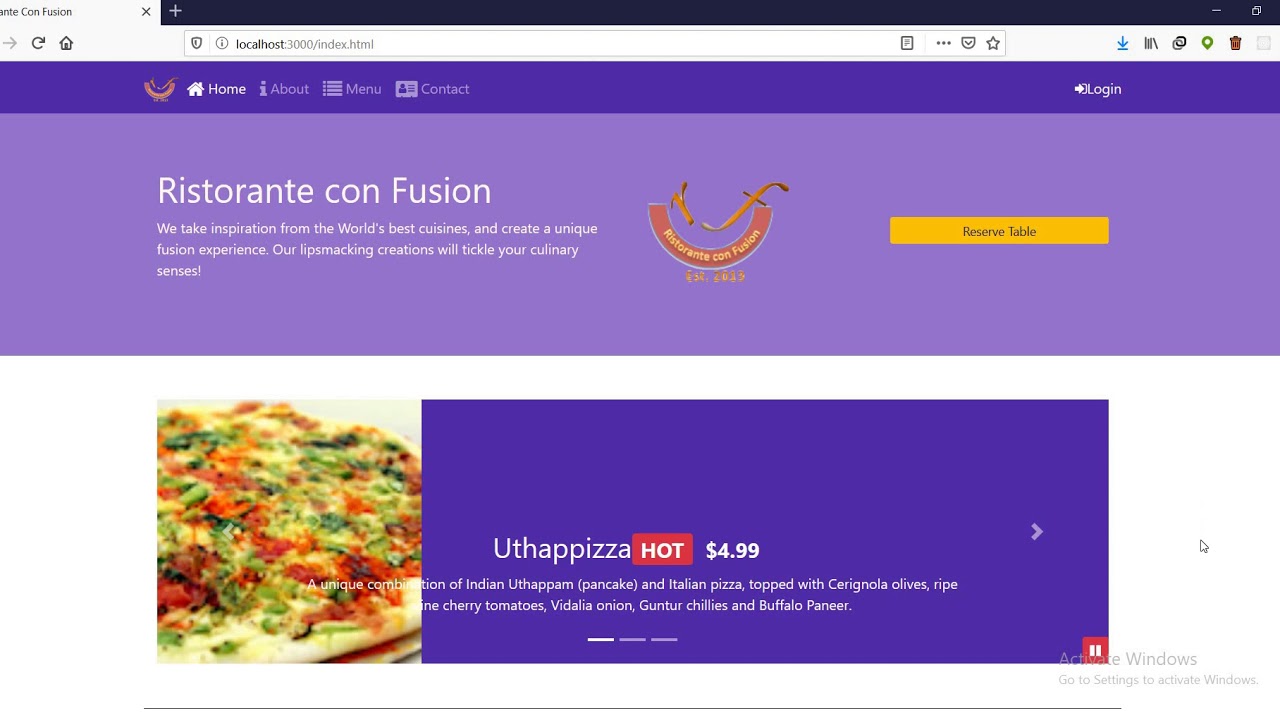 ante Con Fusion
localhost:3000/index.html
Home About Menu Contact Login
Ristorante con Fusion
We take inspiration from the World's best cuisines, and create a unique
fusion experience. Our lipsmacking creations will tickle your culinary
senses!
Ristorante con Fusion
Est. 2019
Reserve Table
Uthappizza HOT $4.99
A unique combination of Indian Uthappam (pancake) and Italian pizza, topped with Cerignola olives, ripe
ine cherry tomatoes, Vidalia onion, Guntur chillies and Buffalo Paneer.
Activate Windows
Go to Settings to activate Windows.